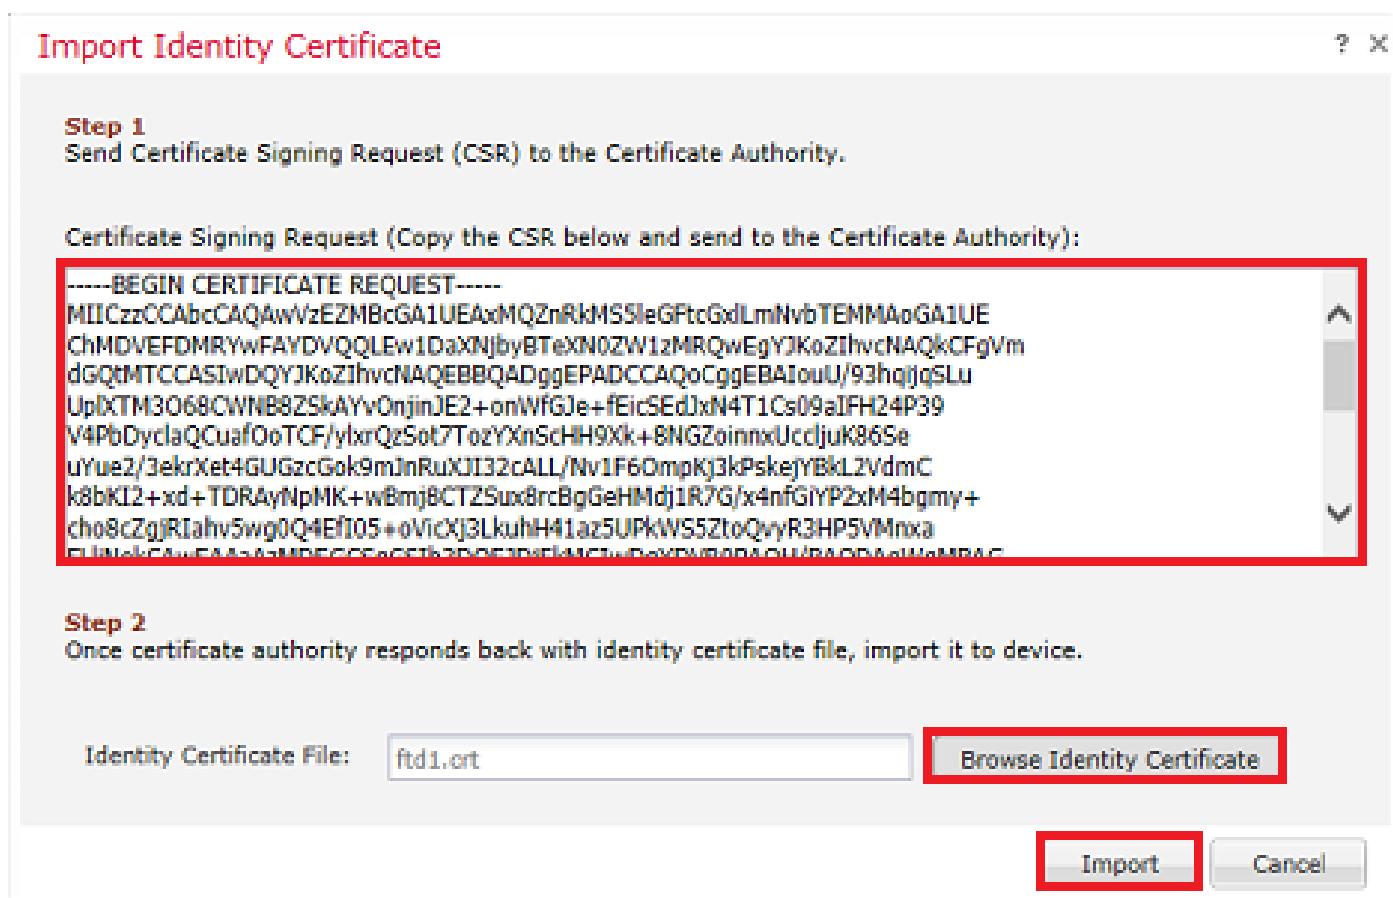 Import Identity Certificate
? X
Step 1
Send Certificate Signing Request (CSR) to the Certificate Authority.
Certificate Signing Request (Copy the CSR below and send to the Certificate Authority):
-----BEGIN CERTIFICATE REQUEST-----
MIICzzCCAbcCAQAwVzEZMBcGA1UEAxMQZnRkMS5leGFtcGxlLmNvbTEMMAoGA1UE
ChMDVEFDMRYwFAYDVQQLEw1DaXNjbyBTeXN0ZW1zMRQwEgYJKoZIhvcNAQkCFgVm
dGQtMTCCASIwDQYJKoZIhvcNAQEBBQADggEPADCCAQoCggEBAIouU/93hqijqSLu
UplXTM3O68CWNB8ZSkAYvOnjinJE2+onWfGJe+fEicSEdJxN4T1Cs09aIFH24P39
V4PbDyclaQCuafOoTCF/ylxrQzSot7TozYXnScHH9Xk+8NGZoinnxUccljuK86Se
uYue2/3ekrXet4GUGzcGok9mJnRuXJI32cALL/Nv1F6OmpKj3kPskejYBkL2VdmC
k8bKI2+xd+TDRAyNpMK+wBmj8CTZSux8rcBgGeHMdj1R7G/x4nfGiYP2xM4bgmy+
cho8cZgjRIahv5wg0Q4EfI05+oVicXj3LkuhH41az5UPkWS5ZtoQvyR3HP5VMnxa
Step 2
Once certificate authority responds back with identity certificate file, import it to device.
Identity Certificate File:
ftd1.crt
Browse Identity Certificate
Import
Cancel